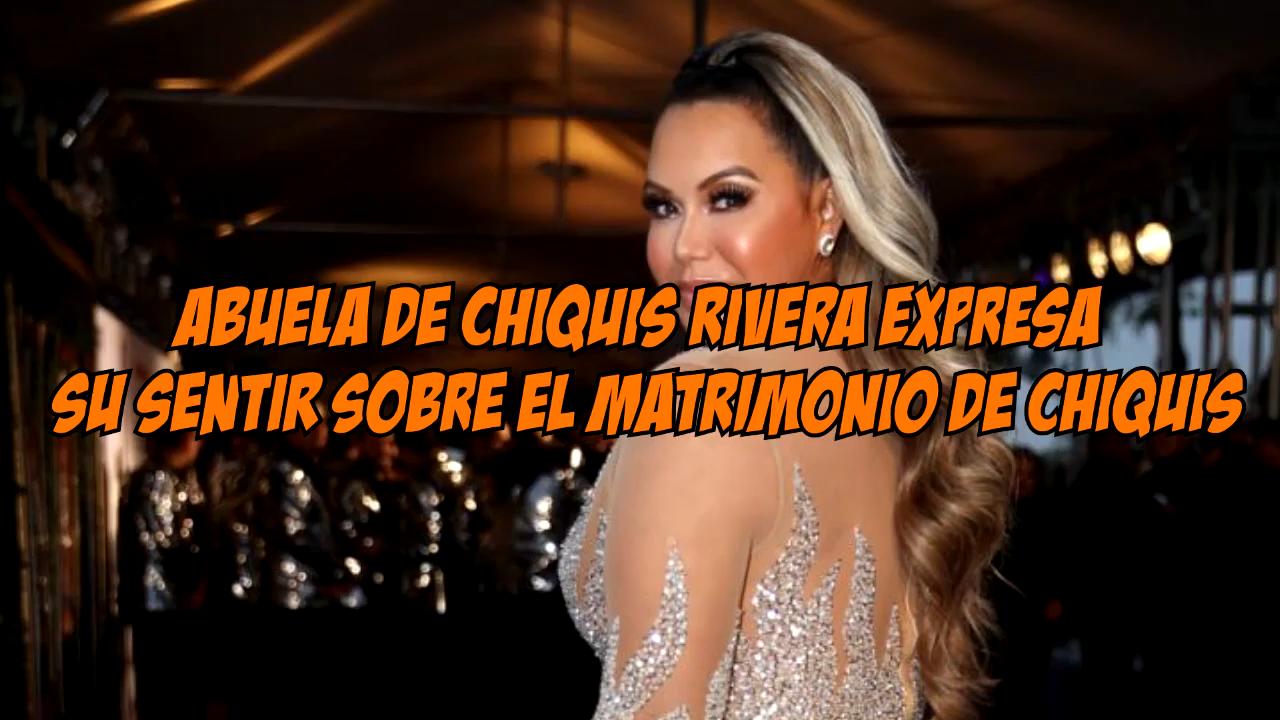 ABUELA DE CHIQUIS RIVERA EXPRESA
SU SENTIR SOBRE EL MATRIMONIO DE CHIQUIS